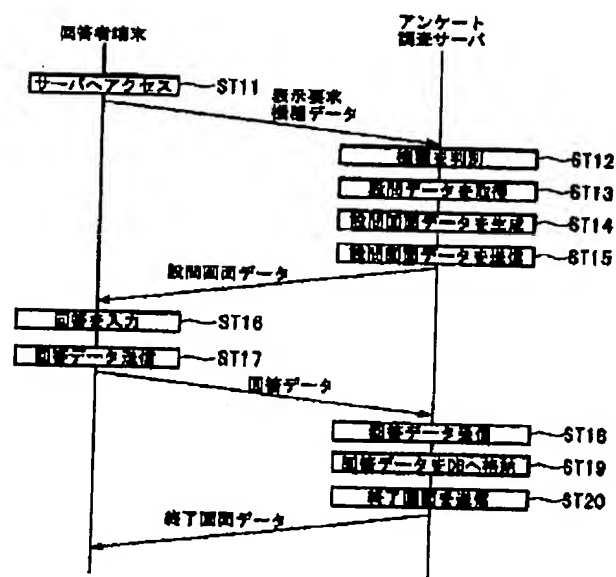 回答者端末
アンケート
調査サーバ
サーバへアクセス
ST11
表示要求
機種データ
機種を判別
ST12
設問データを取得
ST13
設問画面データを生成
ST14
設問画面データを送信
ST15
設問画面データ
回答を入力
ST16
回答データ送信
ST17
回答データ
回答データ受信
ST18
回答データをDBへ格納
ST19
終了画面を送信
ST20
終了画面データ